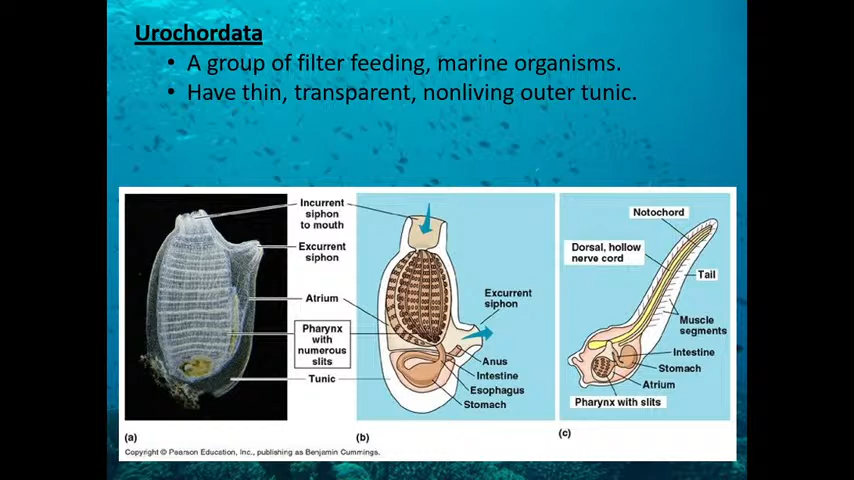 Urochordata
• A group of filter feeding, marine organisms.
• Have thin, transparent, nonliving outer tunic.
Incurrent
siphon
to mouth
Excurrent
siphon
Atrium
Pharynx
with
numerous
slits
Tunic
Excurrent
siphon
Anus
Intestine
Esophagus
Stomach
Notochord
Dorsal, hollow
nerve cord
Tail
Muscle
segments
Intestine
Stomach
Atrium
Pharynx with slits
(a)
(b)
(c)
Copyright © Pearson Education, Inc., publishing as Benjamin Cummings.